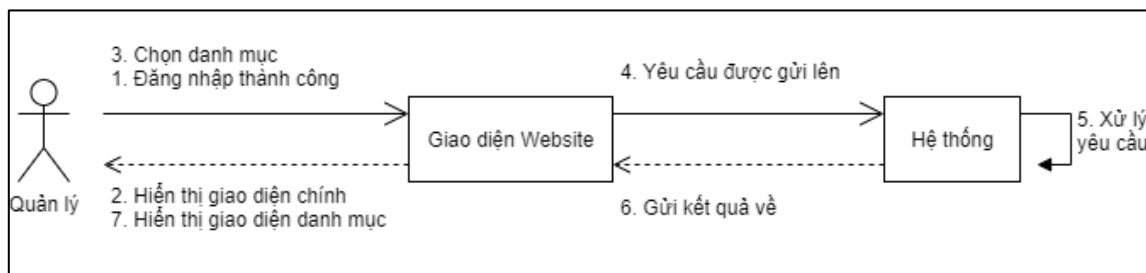 3. Chọn danh mục
1. Đăng nhập thành công
4. Yêu cầu được gửi lên
Giao diện Website
Hệ thống
5. Xử lý
yêu cầu
Quản lý
2. Hiển thị giao diện chính
7. Hiển thị giao diện danh mục
6. Gửi kết quả về